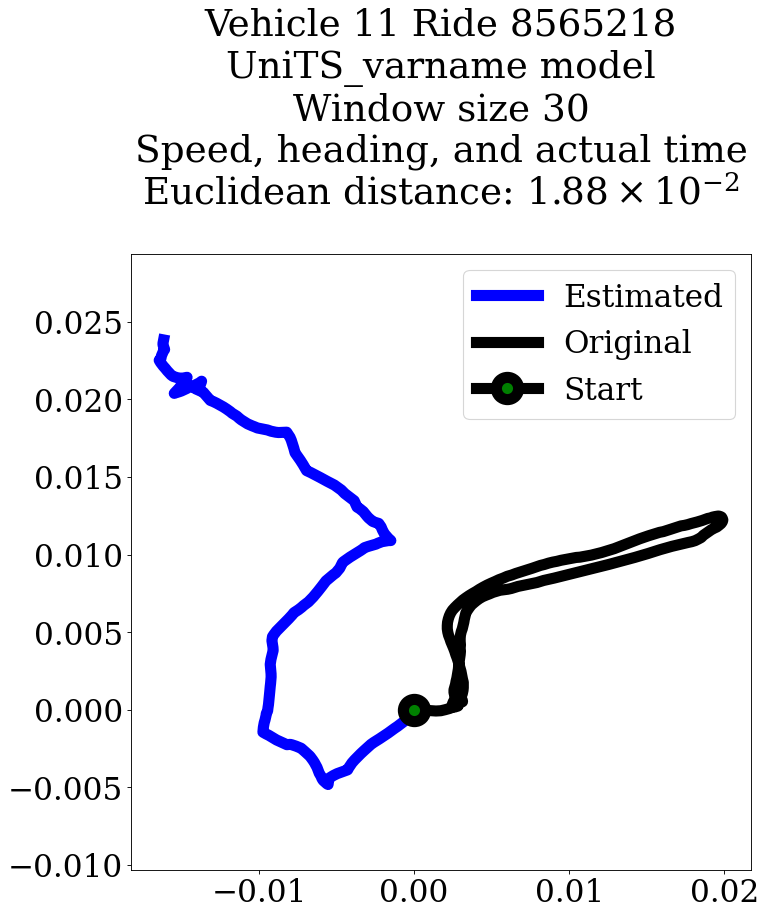 Vehicle 11 Ride 8565218
UniTS_varname model
Window size 30
Speed, heading, and actual time
Euclidean distance: 1.88 × 10⁻²
Estimated
Original
Start
0.025
0.020
0.015
0.010
0.005
0.000
−0.005
−0.010
−0.01 0.00 0.01 0.02